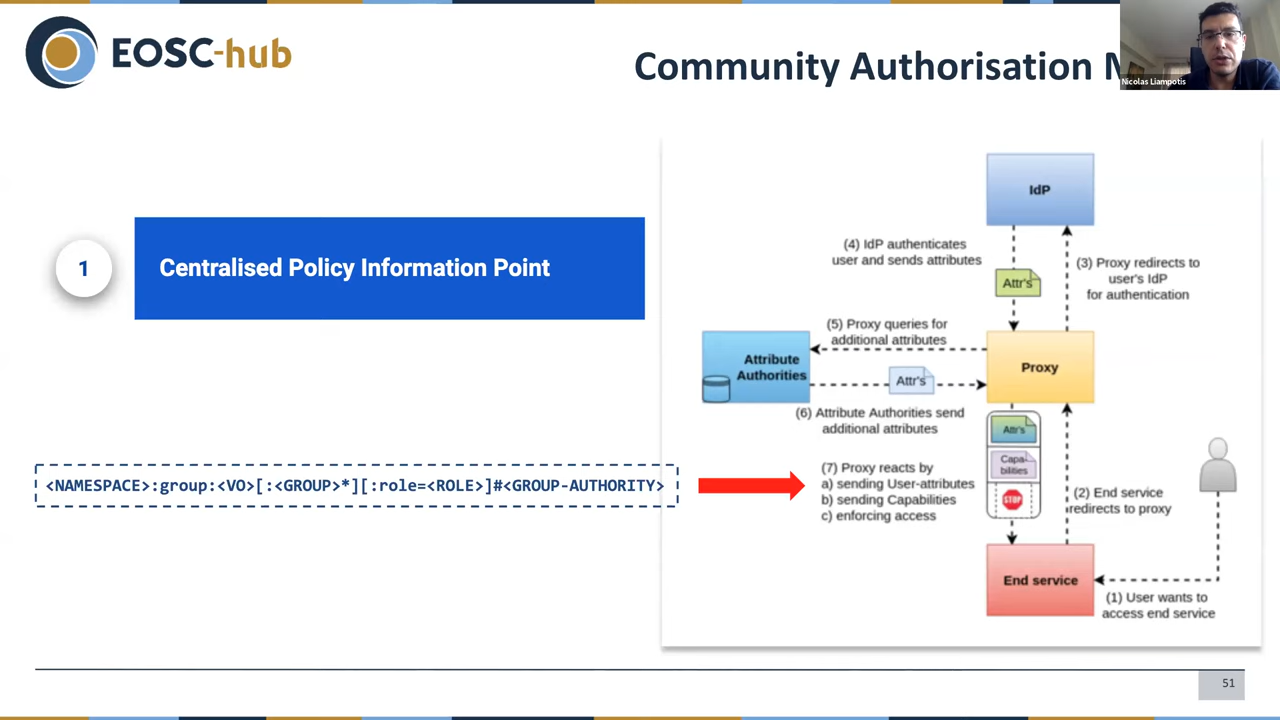 EOSC-hub
Community Authorisation M
Nicolas Liampotis
1
Centralised Policy Information Point
<NAMESPACE>:group:<VO>[:<GROUP>*][:role=<ROLE>]#<GROUP-AUTHORITY>
IdP
(4) IdP authenticates
user and sends attributes
Attr's
(3) Proxy redirects to
user's IdP
for authentication
(5) Proxy queries for
additional attributes
Attribute
Authorities
Attr's
Proxy
(6) Attribute Authorities send
additional attributes
Attr's
Capa-
bilities
STOP
(7) Proxy reacts by
a) sending User-attributes
b) sending Capabilities
c) enforcing access
(2) End service
redirects to proxy
End service
(1) User wants to
access end service
51